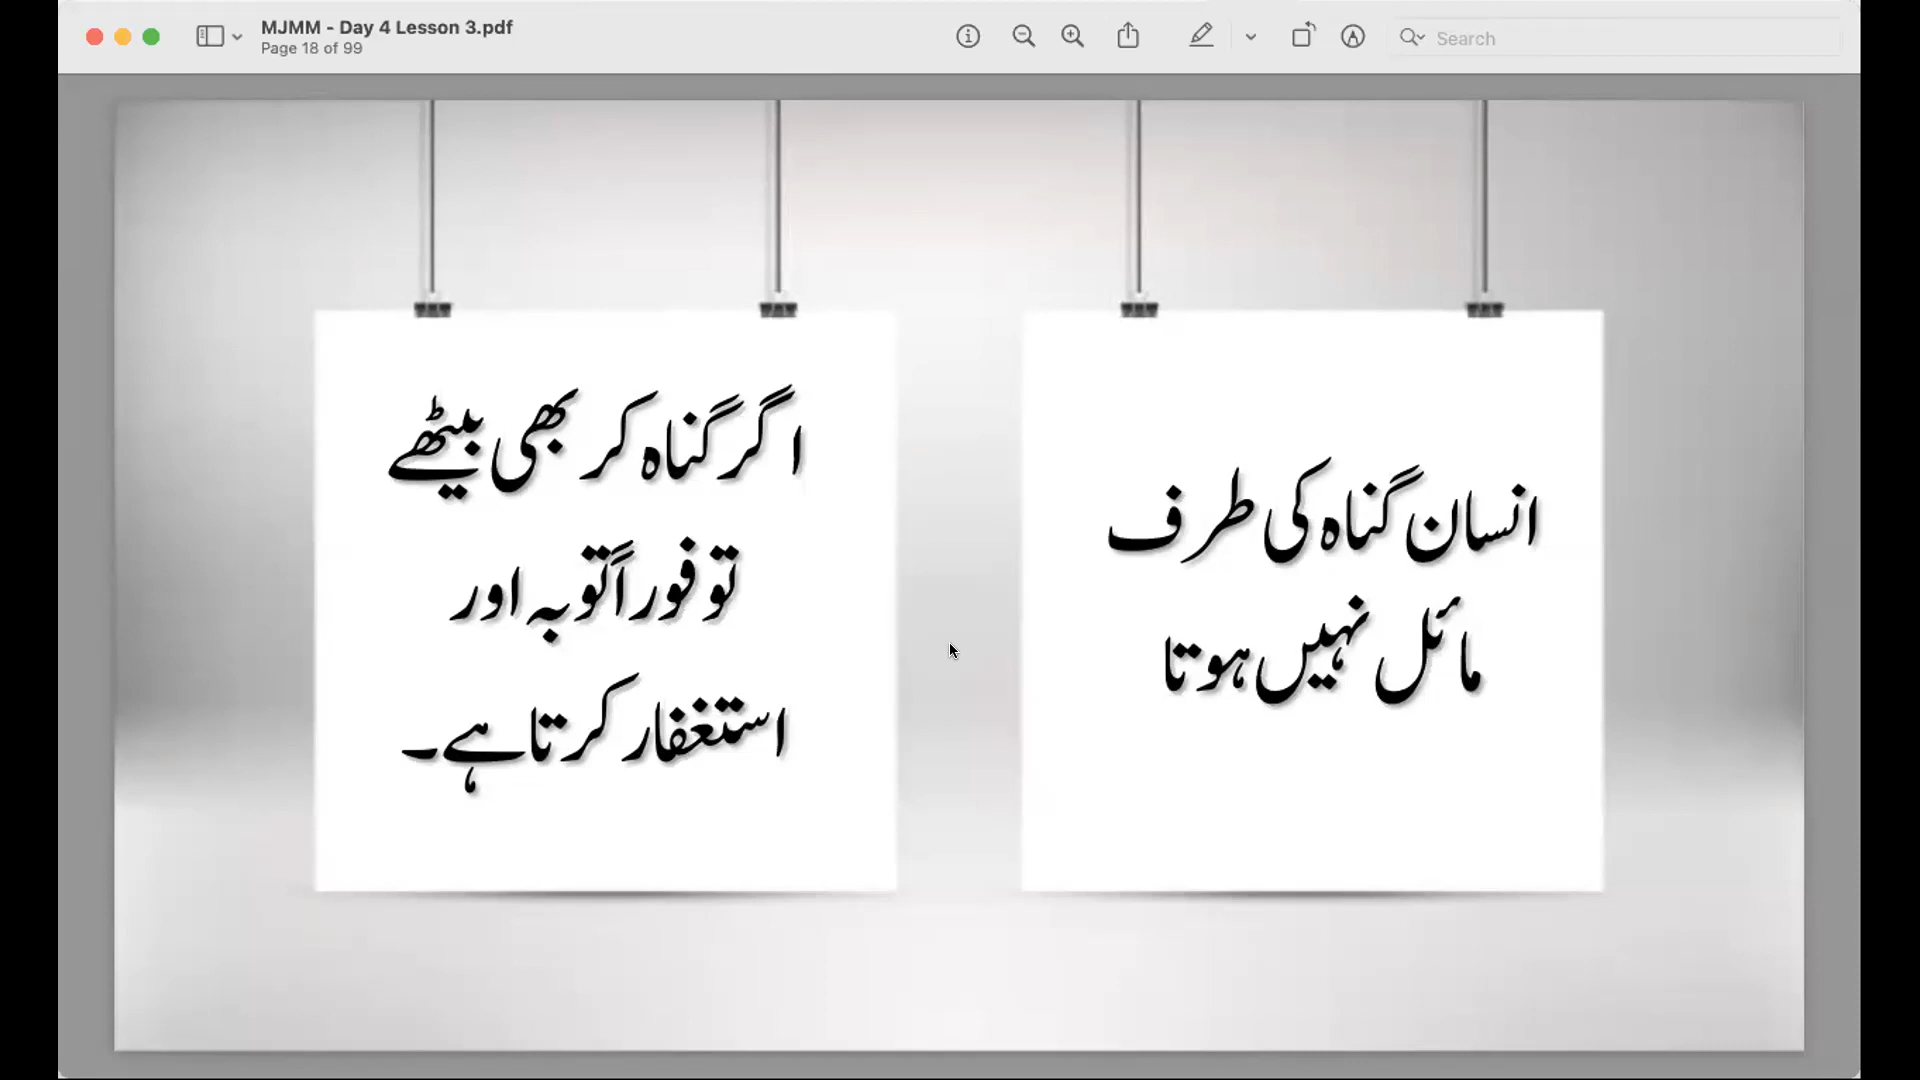 MJMM - Day 4 Lesson 3.pdf
Page 18 of 99
Search
انسان گناہ کی طرف
مائل نہیں ہوتا
اگر گناہ کر بھی بیٹھے
تو فوراً توبہ اور
استغفار کرتا ہے۔